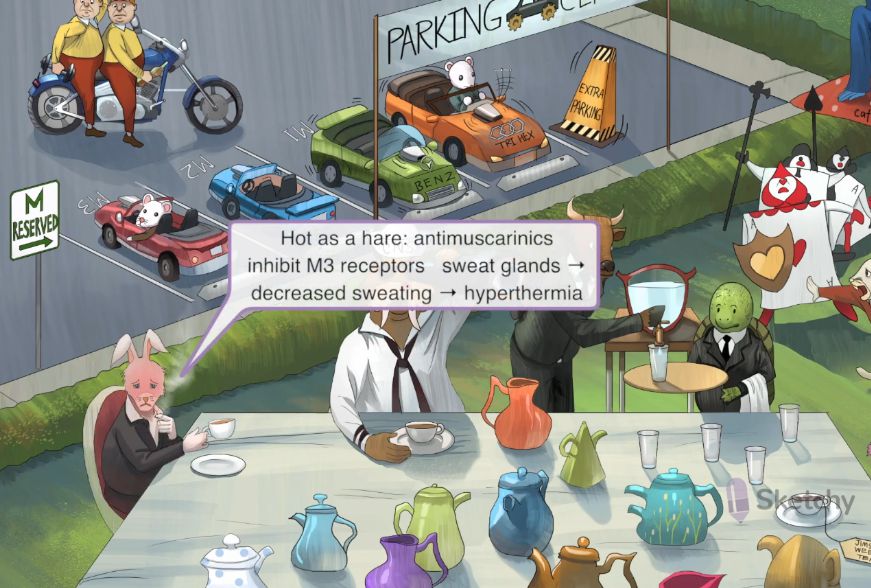 PARKING
EXTRA
PARKING
TRI HEX
M1
BENZ
M2
M3
M
RESERVED
Hot as a hare: antimuscarinics
inhibit M3 receptors sweat glands →
decreased sweating → hyperthermia
Sketchy